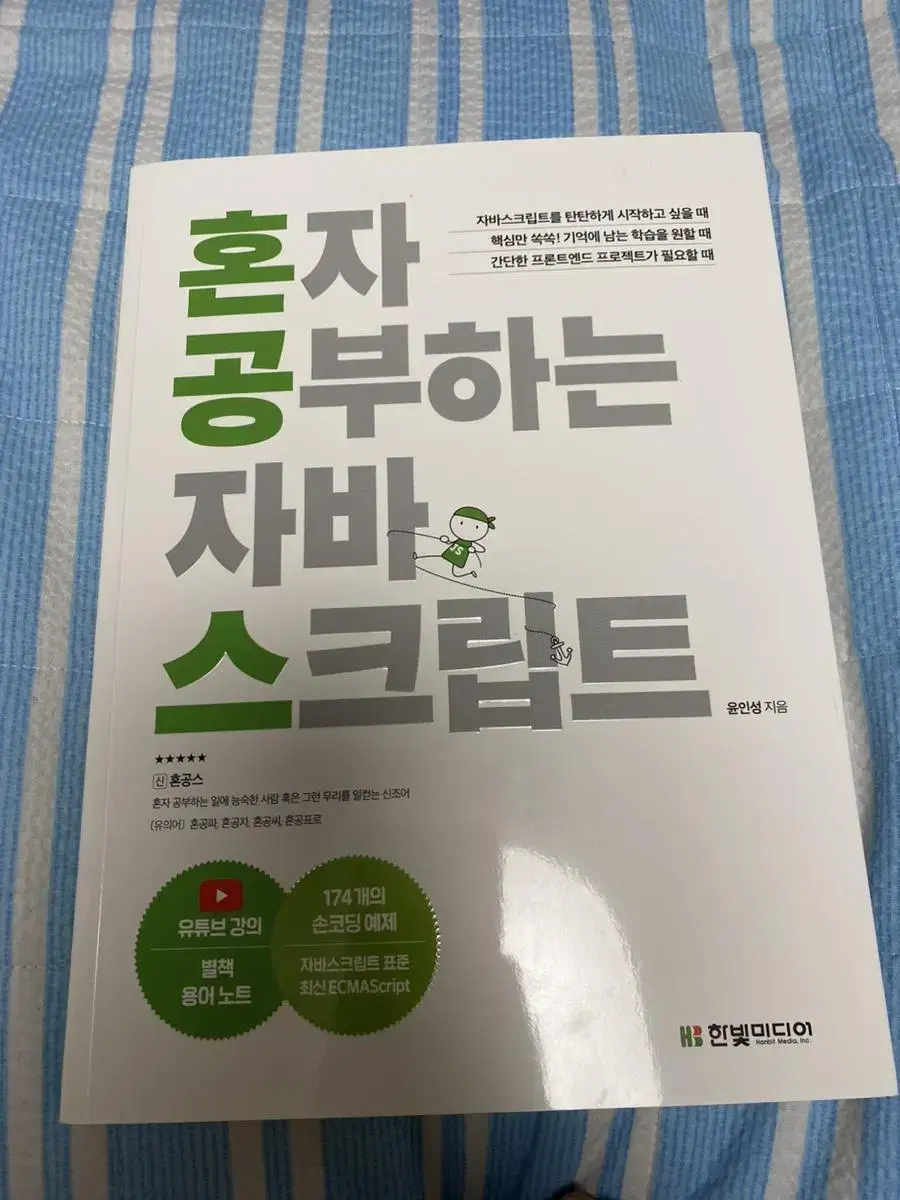 혼자
공부하는
자바
스크립트
자바스크립트를 탄탄하게 시작하고 싶을 때
핵심만 쏙쏙! 기억에 남는 학습을 원할 때
간단한 프론트엔드 프로젝트가 필요할 때
JS
윤인성 지음
★★★★★
신 혼공스
혼자 공부하는 일에 능숙한 사람 혹은 그런 무리를 일컫는 신조어
[유의어] 혼공파, 혼공자, 혼공씨, 혼공프로
유튜브 강의
별책
용어 노트
174개의
손코딩 예제
자바스크립트 표준
최신 ECMAScript
HB 한빛미디어
Hanbit Media, Inc.